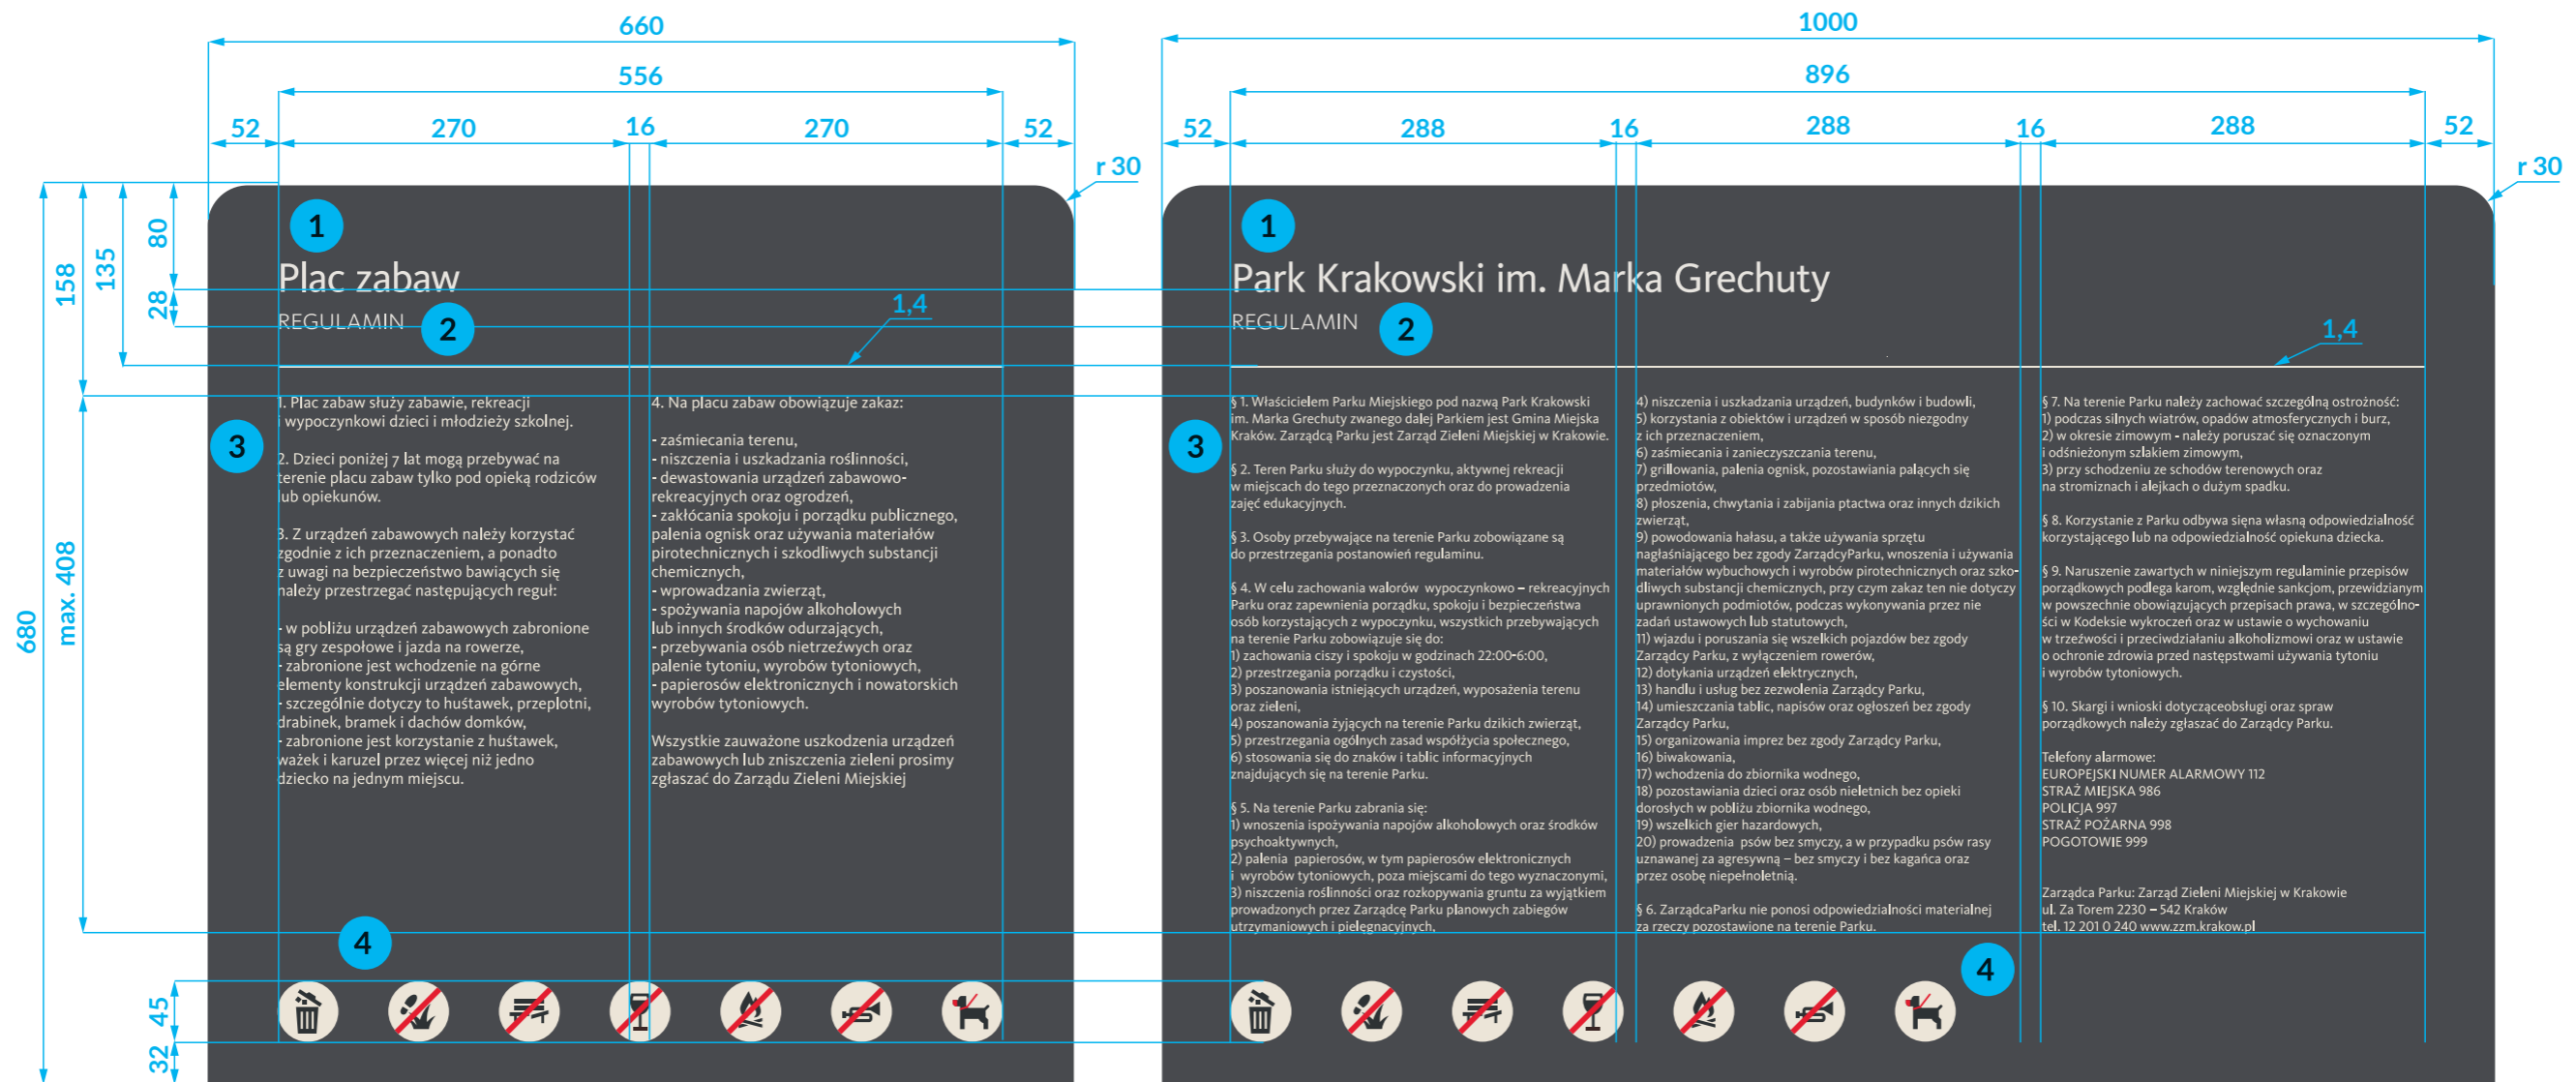 660
556
52
270
16
270
52
r 30
1000
896
52
288
16
288
16
288
52
r 30
680
158
135
80
28
max. 408
45
32
1
Plac zabaw
REGULAMIN
2
1,4
3
1. Plac zabaw służy zabawie, rekreacji
i wypoczynkowi dzieci i młodzieży szkolnej.
2. Dzieci poniżej 7 lat mogą przebywać na
terenie placu zabaw tylko pod opieką rodziców
lub opiekunów.
3. Z urządzeń zabawowych należy korzystać
zgodnie z ich przeznaczeniem, a ponadto
z uwagi na bezpieczeństwo bawiących się
należy przestrzegać następujących reguł:
- w pobliżu urządzeń zabawowych zabronione
są gry zespołowe i jazda na rowerze,
- zabronione jest wchodzenie na górne
elementy konstrukcji urządzeń zabawowych,
- szczególnie dotyczy to huśtawek, przeplotni,
drabinek, bramek i dachów domków,
- zabronione jest korzystanie z huśtawek,
ważek i karuzel przez więcej niż jedno
dziecko na jednym miejscu.
4. Na placu zabaw obowiązuje zakaz:
- zaśmiecania terenu,
- niszczenia i uszkadzania roślinności,
- dewastowania urządzeń zabawowo-
rekreacyjnych oraz ogrodzeń,
- zakłócania spokoju i porządku publicznego,
palenia ognisk oraz używania materiałów
pirotechnicznych i szkodliwych substancji
chemicznych,
- wprowadzania zwierząt,
- spożywania napojów alkoholowych
lub innych środków odurzających,
- przebywania osób nietrzeźwych oraz
palenie tytoniu, wyrobów tytoniowych,
- papierosów elektronicznych i nowatorskich
wyrobów tytoniowych.
Wszystkie zauważone uszkodzenia urządzeń
zabawowych lub zniszczenia zieleni prosimy
zgłaszać do Zarządu Zieleni Miejskiej
4
1
Park Krakowski im. Marka Grechuty
REGULAMIN
2
1,4
3
§ 1. Właścicielem Parku Miejskiego pod nazwą Park Krakowski
im. Marka Grechuty zwanego dalej Parkiem jest Gmina Miejska
Kraków. Zarządcą Parku jest Zarząd Zieleni Miejskiej w Krakowie.
§ 2. Teren Parku służy do wypoczynku, aktywnej rekreacji
w miejscach do tego przeznaczonych oraz do prowadzenia
zajęć edukacyjnych.
§ 3. Osoby przebywające na terenie Parku zobowiązane są
do przestrzegania postanowień regulaminu.
§ 4. W celu zachowania walorów wypoczynkowo – rekreacyjnych
Parku oraz zapewnienia porządku, spokoju i bezpieczeństwa
osób korzystających z wypoczynku, wszystkich przebywających
na terenie Parku zobowiązuje się do:
1) zachowania ciszy i spokoju w godzinach 22:00-6:00,
2) przestrzegania porządku i czystości,
3) poszanowania istniejących urządzeń, wyposażenia terenu
oraz zieleni,
4) poszanowania żyjących na terenie Parku dzikich zwierząt,
5) przestrzegania ogólnych zasad współżycia społecznego,
6) stosowania się do znaków i tablic informacyjnych
znajdujących się na terenie Parku.
§ 5. Na terenie Parku zabrania się:
1) wnoszenia ispożywania napojów alkoholowych oraz środków
psychoaktywnych,
2) palenia papierosów, w tym papierosów elektronicznych
i wyrobów tytoniowych, poza miejscami do tego wyznaczonymi,
3) niszczenia roślinności oraz rozkopywania gruntu za wyjątkiem
prowadzonych przez Zarządcę Parku planowych zabiegów
utrzymaniowych i pielęgnacyjnych,
4) niszczenia i uszkadzania urządzeń, budynków i budowli,
5) korzystania z obiektów i urządzeń w sposób niezgodny
z ich przeznaczeniem,
6) zaśmiecania i zanieczyszczania terenu,
7) grillowania, palenia ognisk, pozostawiania palących się
przedmiotów,
8) płoszenia, chwytania i zabijania ptactwa oraz innych dzikich
zwierząt,
9) powodowania hałasu, a także używania sprzętu
nagłaśniającego bez zgody ZarządcyParku, wnoszenia i używania
materiałów wybuchowych i wyrobów pirotechnicznych oraz szko-
dliwych substancji chemicznych, przy czym zakaz ten nie dotyczy
uprawnionych podmiotów, podczas wykonywania przez nie
zadań ustawowych lub statutowych,
11) wjazdu i poruszania się wszelkich pojazdów bez zgody
Zarządcy Parku, z wyłączeniem rowerów,
12) dotykania urządzeń elektrycznych,
13) handlu i usług bez zezwolenia Zarządcy Parku,
14) umieszczania tablic, napisów oraz ogłoszeń bez zgody
Zarządcy Parku,
15) organizowania imprez bez zgody Zarządcy Parku,
16) biwakowania,
17) wchodzenia do zbiornika wodnego,
18) pozostawiania dzieci oraz osób nieletnich bez opieki
dorosłych w pobliżu zbiornika wodnego,
19) wszelkich gier hazardowych,
20) prowadzenia psów bez smyczy, a w przypadku psów rasy
uznawanej za agresywną – bez smyczy i bez kagańca oraz
przez osobę niepełnoletnią.
§ 6. ZarządcaParku nie ponosi odpowiedzialności materialnej
za rzeczy pozostawione na terenie Parku.
§ 7. Na terenie Parku należy zachować szczególną ostrożność:
1) podczas silnych wiatrów, opadów atmosferycznych i burz,
2) w okresie zimowym - należy poruszać się oznaczonym
i odśnieżonym szlakiem zimowym,
3) przy schodzeniu ze schodów terenowych oraz
na stromiznach i alejkach o dużym spadku.
§ 8. Korzystanie z Parku odbywa sięna własną odpowiedzialność
korzystającego lub na odpowiedzialność opiekuna dziecka.
§ 9. Naruszenie zawartych w niniejszym regulaminie przepisów
porządkowych podlega karom, względnie sankcjom, przewidzianym
w powszechnie obowiązujących przepisach prawa, w szczególno-
ści w Kodeksie wykroczeń oraz w ustawie o wychowaniu
w trzeźwości i przeciwdziałaniu alkoholizmowi oraz w ustawie
o ochronie zdrowia przed następstwami używania tytoniu
i wyrobów tytoniowych.
§ 10. Skargi i wnioski dotycząceobsługi oraz spraw
porządkowych należy zgłaszać do Zarządcy Parku.
Telefony alarmowe:
EUROPEJSKI NUMER ALARMOWY 112
STRAŻ MIEJSKA 986
POLICJA 997
STRAŻ POŻARNA 998
POGOTOWIE 999
Zarządca Parku: Zarząd Zieleni Miejskiej w Krakowie
ul. Za Torem 2230 – 542 Kraków
tel. 12 201 0 240 www.zzm.krakow.pl
4